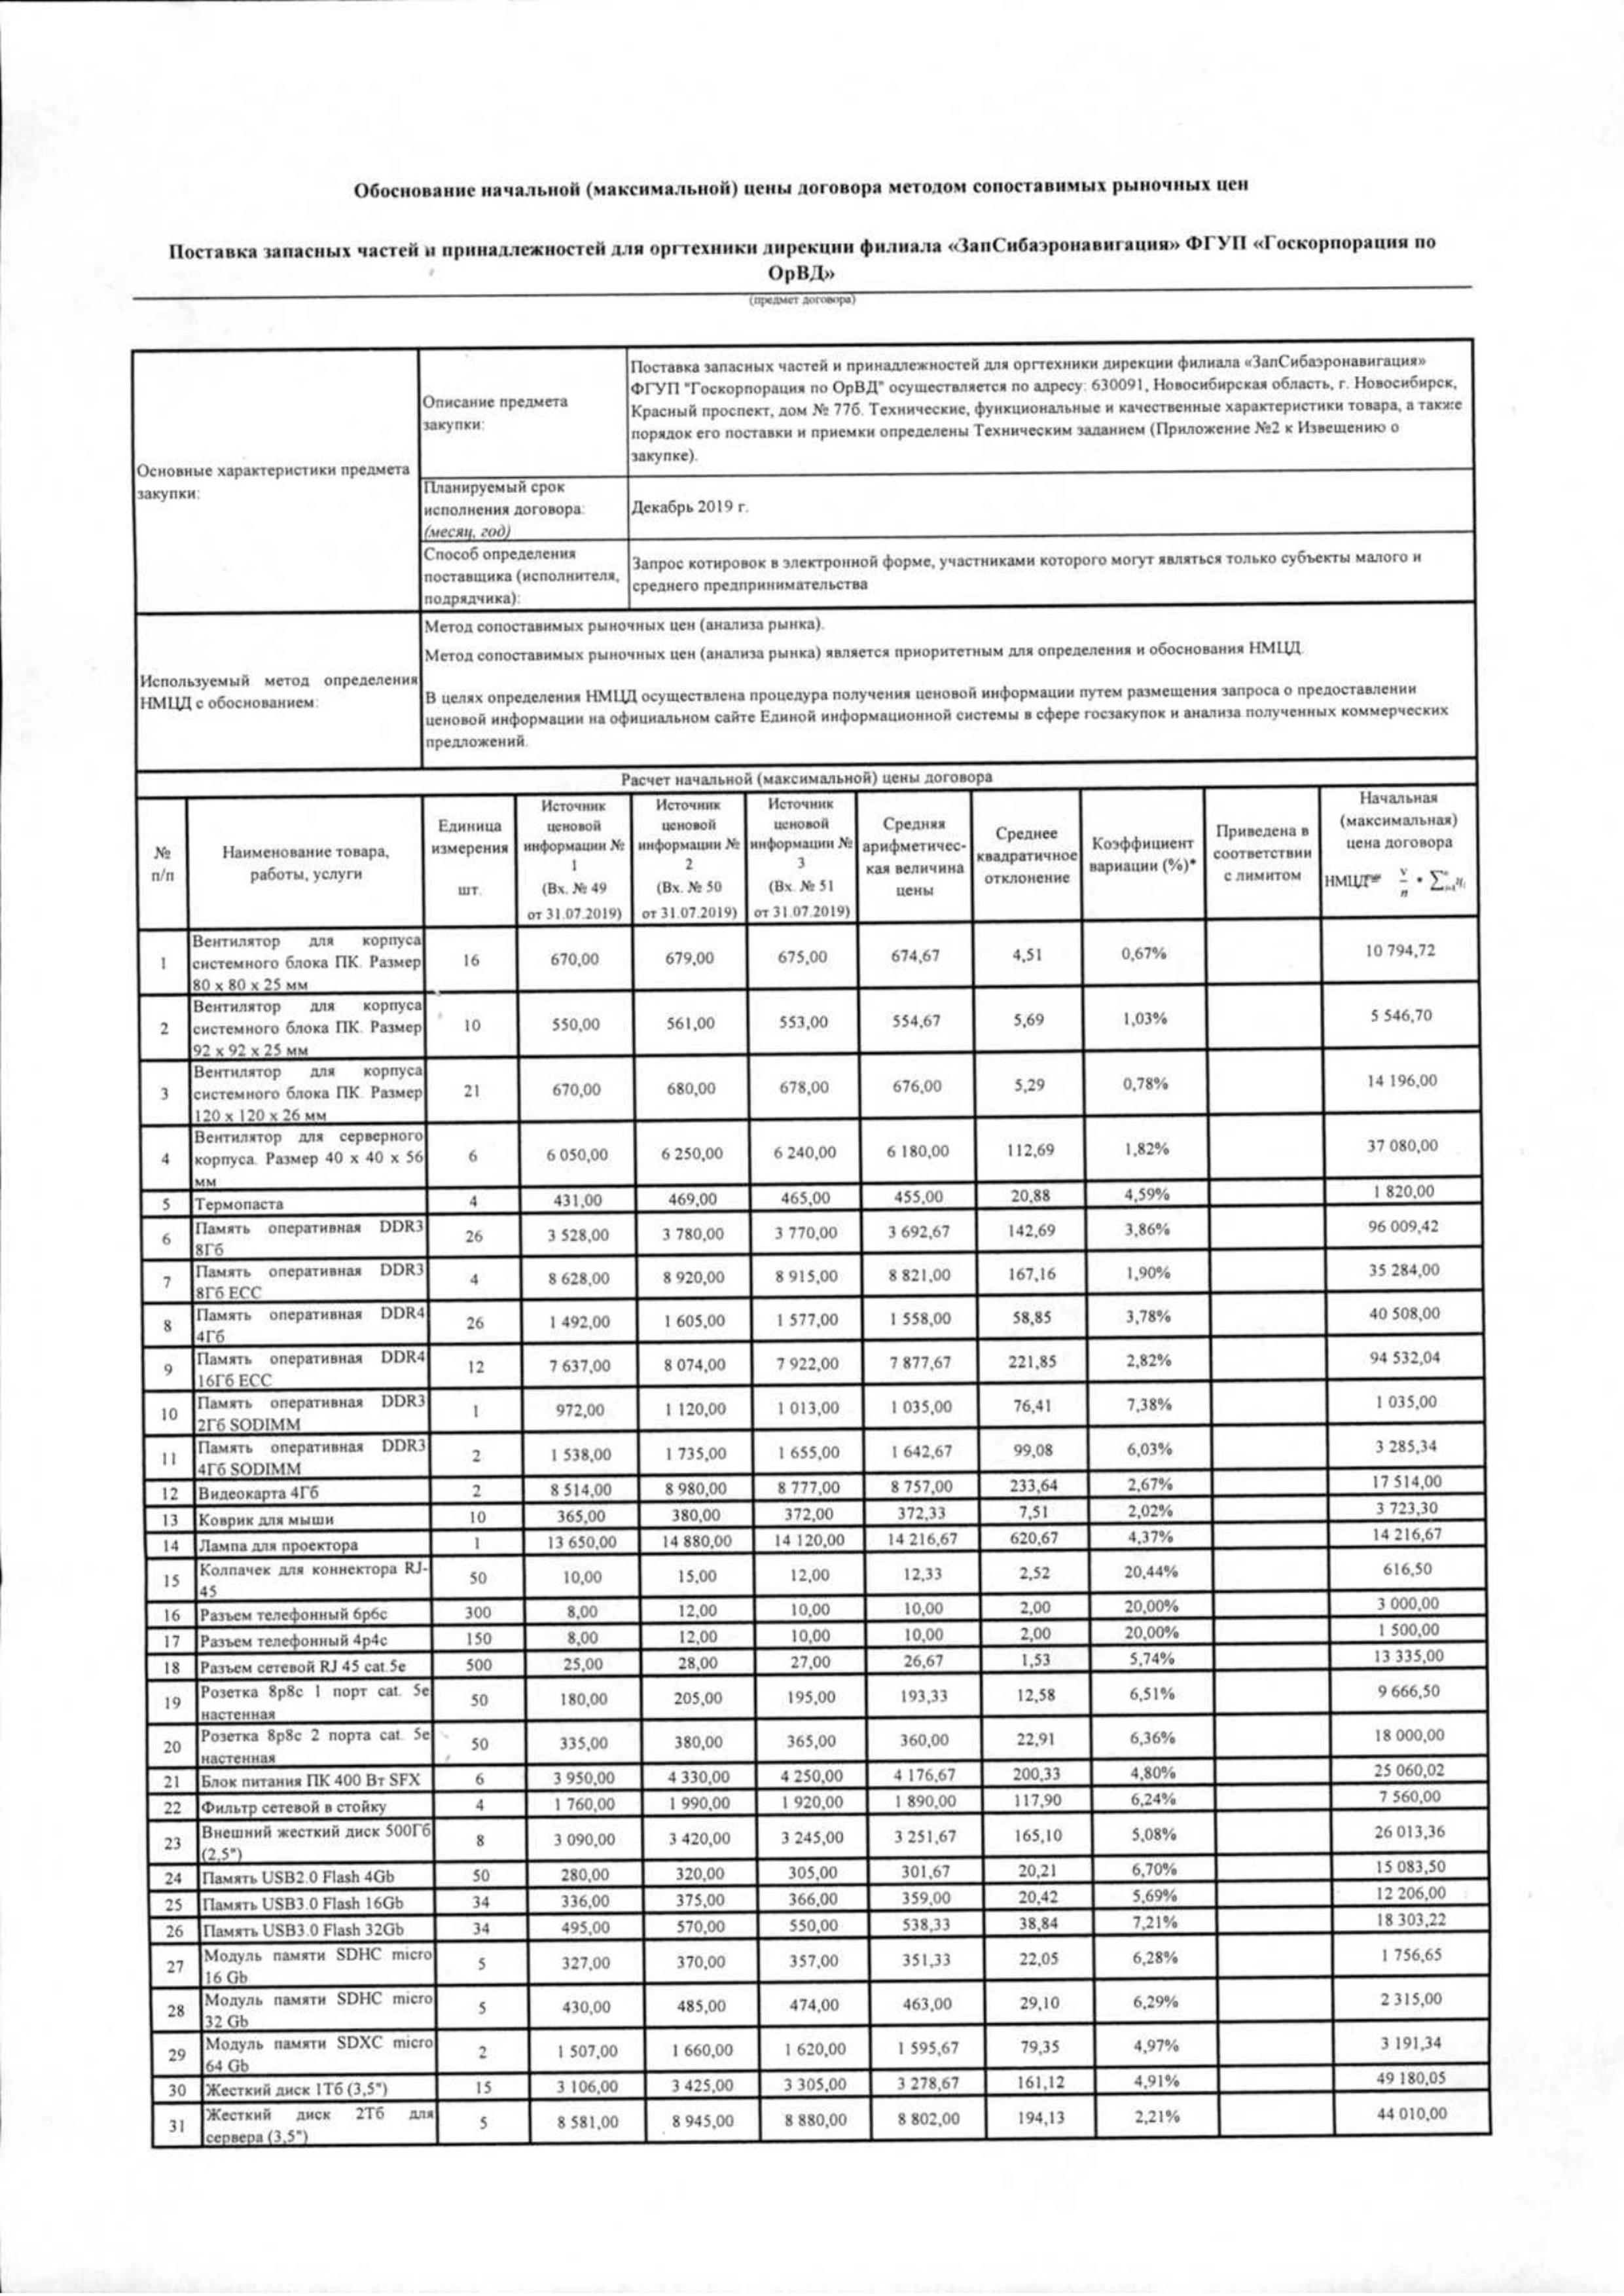 Обоснование начальной (максимальной) цены договора методом сопоставимых рыночных цен
Поставка запасных частей и принадлежностей для оргтехники дирекции филиала «ЗапСибаэронавигация» ФГУП «Госкорпорация по
ОрВД»
(предмет договора)
Основные характеристики предмета
закупки:
Описание предмета
закупки:
Поставка запасных частей и принадлежностей для оргтехники дирекции филиала «ЗапСибаэронавигация»
ФГУП "Госкорпорация по ОрВД" осуществляется по адресу: 630091, Новосибирская область, г. Новосибирск,
Красный проспект, дом № 77б. Технические, функциональные и качественные характеристики товара, а также
порядок его поставки и приемки определены Техническим заданием (Приложение №2 к Извещению о
закупке).
Планируемый срок
исполнения договора:
(месяц, год)
Декабрь 2019 г.
Способ определения
поставщика (исполнителя,
подрядчика):
Запрос котировок в электронной форме, участниками которого могут являться только субъекты малого и
среднего предпринимательства
Используемый метод определения
НМЦД с обоснованием:
Метод сопоставимых рыночных цен (анализа рынка).
Метод сопоставимых рыночных цен (анализа рынка) является приоритетным для определения и обоснования НМЦД.
В целях определения НМЦД осуществлена процедура получения ценовой информации путем размещения запроса о предоставлении
ценовой информации на официальном сайте Единой информационной системы в сфере госзакупок и анализа полученных коммерческих
предложений.
Расчет начальной (максимальной) цены договора
№
п/п
Наименование товара,
работы, услуги
Единица
измерения
шт.
Источник
ценовой
информации №
1
(Вх. № 49
от 31.07.2019)
Источник
ценовой
информации №
2
(Вх. № 50
от 31.07.2019)
Источник
ценовой
информации №
3
(Вх. № 51
от 31.07.2019)
Средняя
арифметичес-
кая величина
цены
Среднее
квадратичное
отклонение
Коэффициент
вариации (%)*
Приведена в
соответствии
с лимитом
Начальная
(максимальная)
цена договора
НМЦД = v/n * ∑
1 Вентилятор для корпуса
системного блока ПК. Размер 16 670,00 679,00 675,00 674,67 4,51 0,67% 10 794,72
80 х 80 х 25 мм
2 Вентилятор для корпуса
системного блока ПК. Размер 10 550,00 561,00 553,00 554,67 5,69 1,03% 5 546,70
92 х 92 х 25 мм
3 Вентилятор для корпуса
системного блока ПК. Размер 21 670,00 680,00 678,00 676,00 5,29 0,78% 14 196,00
120 х 120 х 26 мм
4 Вентилятор для серверного
корпуса. Размер 40 х 40 х 56 6 6 050,00 6 250,00 6 240,00 6 180,00 112,69 1,82% 37 080,00
мм
5 Термопаста 4 431,00 469,00 465,00 455,00 20,88 4,59% 1 820,00
6 Память оперативная DDR3 26 3 528,00 3 780,00 3 770,00 3 692,67 142,69 3,86% 96 009,42
8Гб
7 Память оперативная DDR3 4 8 628,00 8 920,00 8 915,00 8 821,00 167,16 1,90% 35 284,00
8Гб ECC
8 Память оперативная DDR4 26 1 492,00 1 605,00 1 577,00 1 558,00 58,85 3,78% 40 508,00
4Гб
9 Память оперативная DDR4 12 7 637,00 8 074,00 7 922,00 7 877,67 221,85 2,82% 94 532,04
16Гб ECC
10 Память оперативная DDR3 1 972,00 1 120,00 1 013,00 1 035,00 76,41 7,38% 1 035,00
2Гб SODIMM
11 Память оперативная DDR3 2 1 538,00 1 735,00 1 655,00 1 642,67 99,08 6,03% 3 285,34
4Гб SODIMM
12 Видеокарта 4Гб 2 8 514,00 8 980,00 8 777,00 8 757,00 233,64 2,67% 17 514,00
13 Коврик для мыши 10 365,00 380,00 372,00 372,33 7,51 2,02% 3 723,30
14 Лампа для проектора 1 13 650,00 14 880,00 14 120,00 14 216,67 620,67 4,37% 14 216,67
15 Колпачек для коннектора RJ- 50 10,00 15,00 12,00 12,33 2,52 20,44% 616,50
45
16 Разъем телефонный 6р6с 300 8,00 12,00 10,00 10,00 2,00 20,00% 3 000,00
17 Разъем телефонный 4р4с 150 8,00 12,00 10,00 10,00 2,00 20,00% 1 500,00
18 Разъем сетевой RJ 45 cat.5e 500 25,00 28,00 27,00 26,67 1,53 5,74% 13 335,00
19 Розетка 8р8с 1 порт cat. 5e 50 180,00 205,00 195,00 193,33 12,58 6,51% 9 666,50
настенная
20 Розетка 8р8с 2 порта cat. 5e 50 335,00 380,00 365,00 360,00 22,91 6,36% 18 000,00
настенная
21 Блок питания ПК 400 Вт SFX 6 3 950,00 4 330,00 4 250,00 4 176,67 200,33 4,80% 25 060,02
22 Фильтр сетевой в стойку 4 1 760,00 1 990,00 1 920,00 1 890,00 117,90 6,24% 7 560,00
23 Внешний жесткий диск 500Гб 8 3 090,00 3 420,00 3 245,00 3 251,67 165,10 5,08% 26 013,36
(2,5")
24 Память USB2.0 Flash 4Gb 50 280,00 320,00 305,00 301,67 20,21 6,70% 15 083,50
25 Память USB3.0 Flash 16Gb 34 336,00 375,00 366,00 359,00 20,42 5,69% 12 206,00
26 Память USB3.0 Flash 32Gb 34 495,00 570,00 550,00 538,33 38,84 7,21% 18 303,22
27 Модуль памяти SDHC micro 5 327,00 370,00 357,00 351,33 22,05 6,28% 1 756,65
16 Gb
28 Модуль памяти SDHC micro 5 430,00 485,00 474,00 463,00 29,10 6,29% 2 315,00
32 Gb
29 Модуль памяти SDXC micro 2 1 507,00 1 660,00 1 620,00 1 595,67 79,35 4,97% 3 191,34
64 Gb
30 Жесткий диск 1Тб (3,5") 15 3 106,00 3 425,00 3 305,00 3 278,67 161,12 4,91% 49 180,05
31 Жесткий диск 2Тб для 5 8 581,00 8 945,00 8 880,00 8 802,00 194,13 2,21% 44 010,00
сервера (3,5")